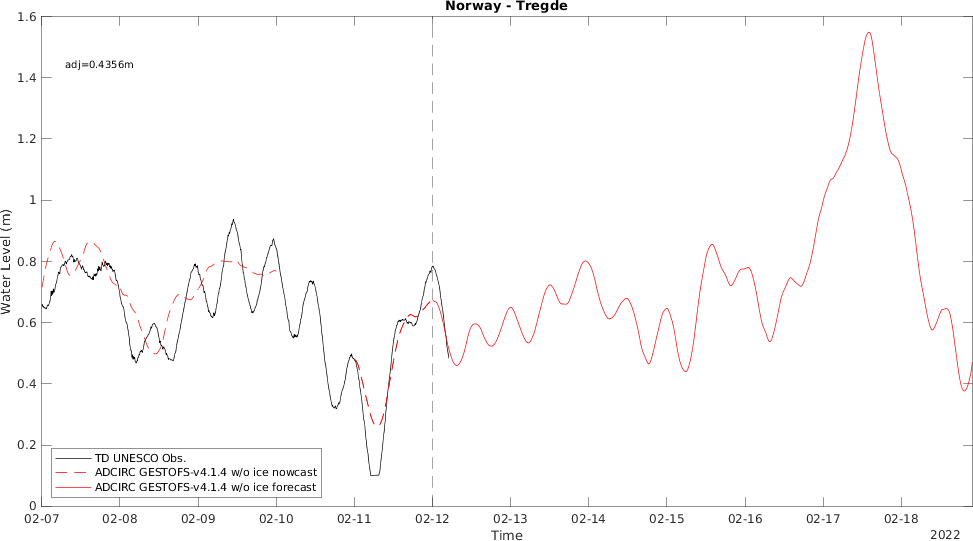 Norway - Tregde
1.6
1.4
1.2
1
0.8
0.6
0.4
0.2
0
Water Level (m)
adj=0.4356m
TD UNESCO Obs.
ADCIRC GESTOFS-v4.1.4 w/o ice nowcast
ADCIRC GESTOFS-v4.1.4 w/o ice forecast
02-07 02-08 02-09 02-10 02-11 02-12 02-13 02-14 02-15 02-16 02-17 02-18
Time
2022